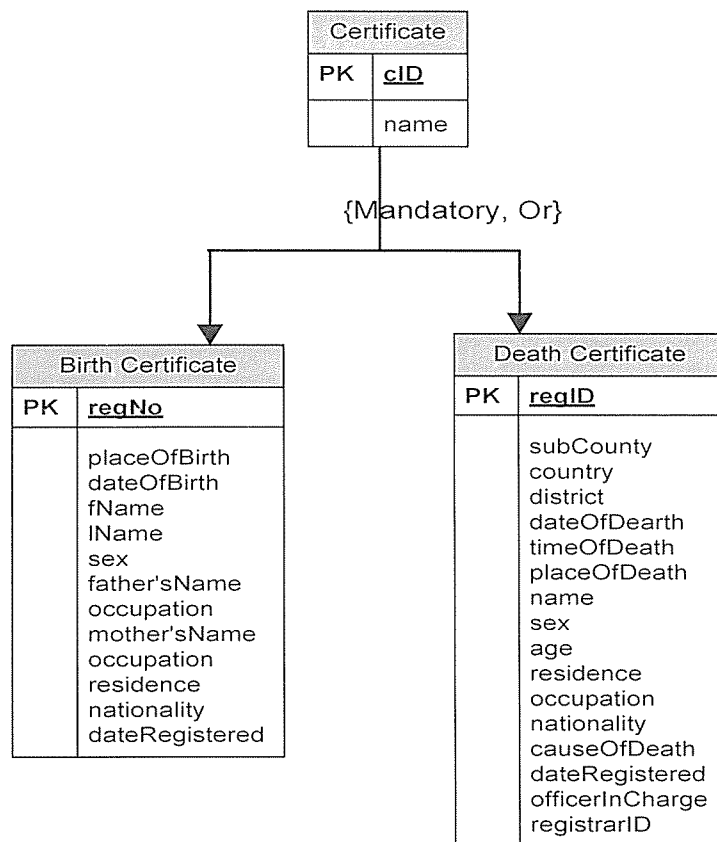 Certificate
PK cID
name
{Mandatory, Or}
Birth Certificate
PK regNo
placeOfBirth
dateOfBirth
fName
lName
sex
father'sName
occupation
mother'sName
occupation
residence
nationality
dateRegistered
Death Certificate
PK regID
subCounty
country
district
dateOfDearth
timeOfDeath
placeOfDeath
name
sex
age
residence
occupation
nationality
causeOfDeath
dateRegistered
officerInCharge
registrarID